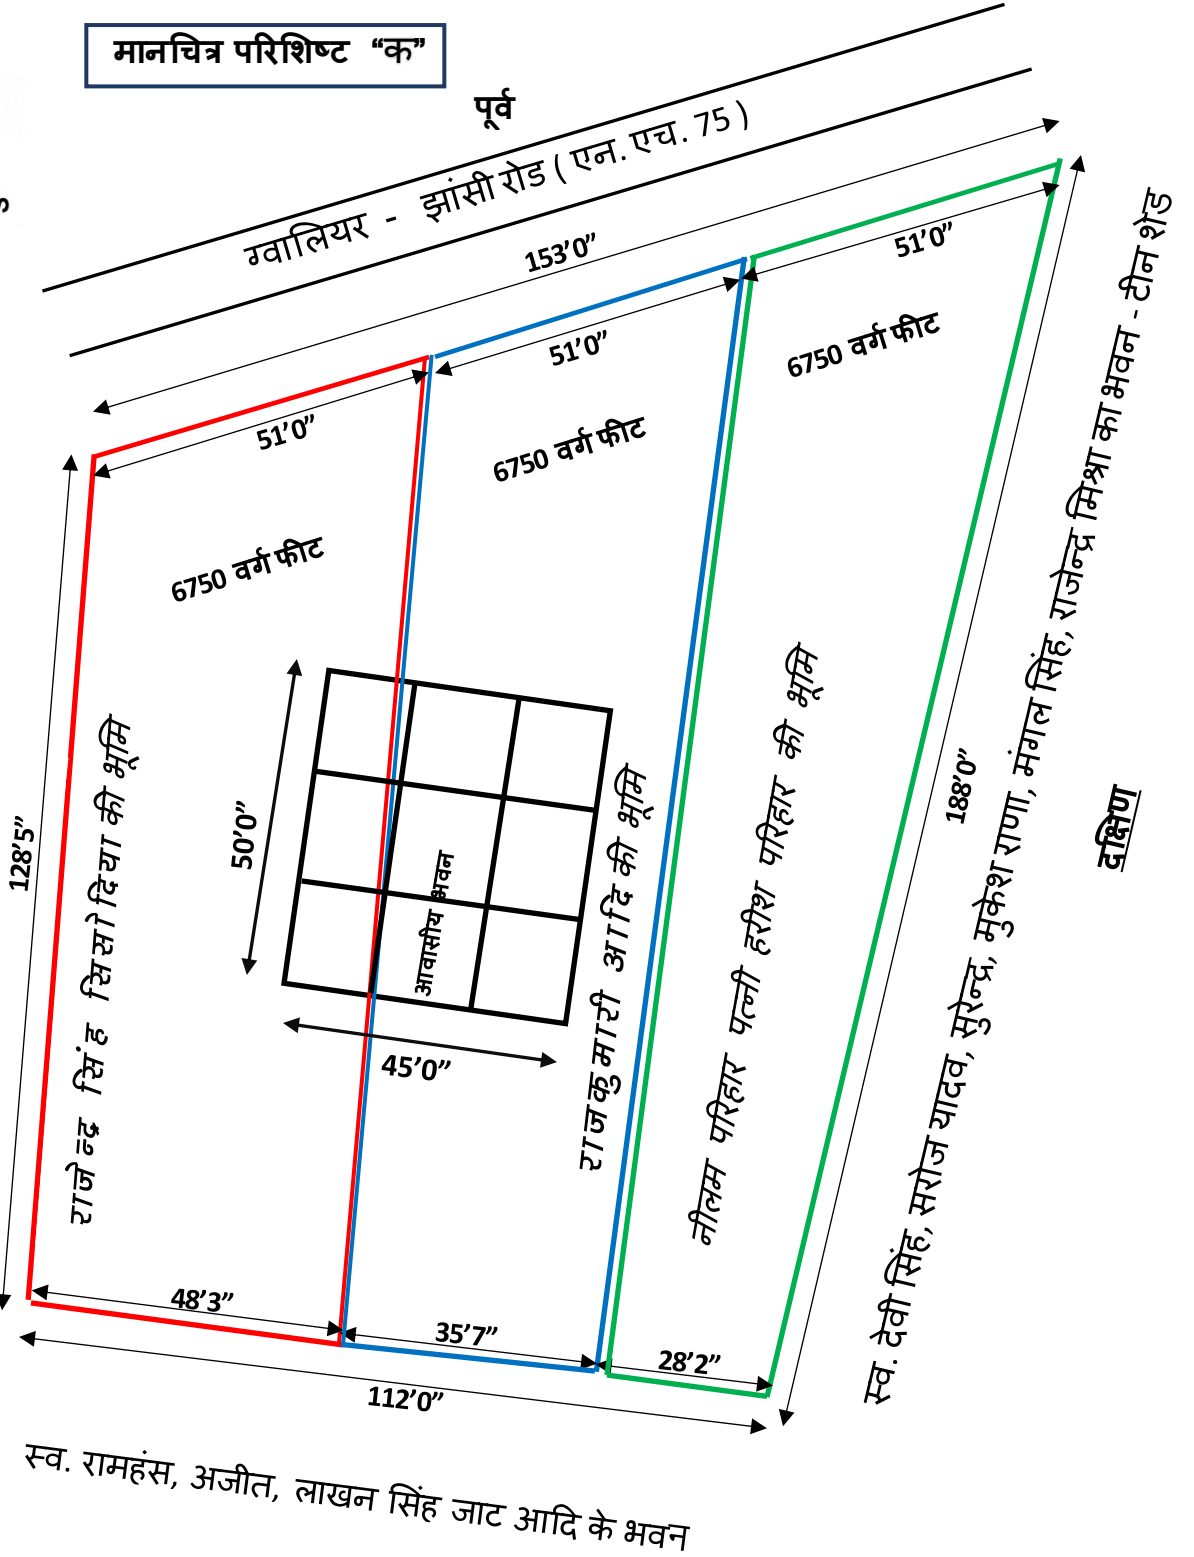 मानचित्र परिशिष्ट “क”
पूर्व
ग्वालियर - झांसी रोड ( एन. एच. 75 )
153’0”
51’0”
51’0”
51’0”
6750 वर्ग फीट
6750 वर्ग फीट
6750 वर्ग फीट
128’5”
राजेन्द्र सिंह सिसोदिया की भूमि
50’0”
आवासीय भवन
45’0”
राजकुमारी आदि की भूमि
नीलम परिहार पत्नी हरीश परिहार की भूमि
188’0”
स्व. देवी सिंह, सरोज यादव, सुरेन्द्र, मुकेश राणा, मंगल सिंह, राजेन्द्र मिश्रा का भवन - टीन शेड
दक्षिण
48’3”
35’7”
28’2”
112’0”
स्व. रामहंस, अजीत, लाखन सिंह जाट आदि के भवन